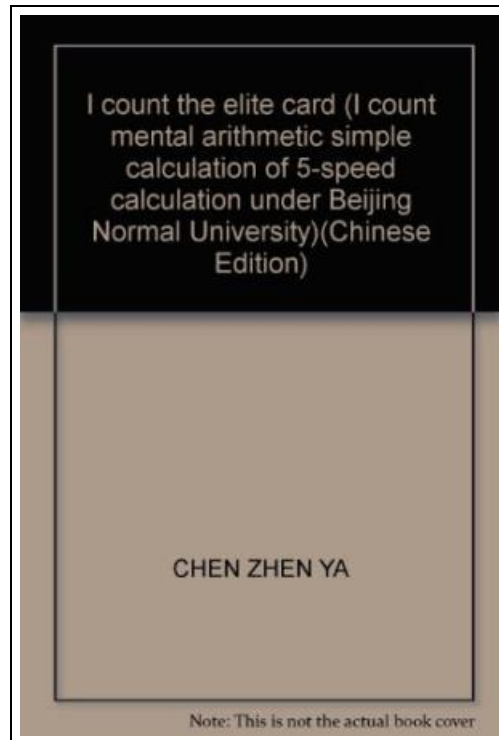 I count the elite card (I count
mental arithmetic simple
calculation of 5-speed
calculation under Beijing
Normal University)(Chinese
Edition)
CHEN ZHEN YA
Note: This is not the actual book cover